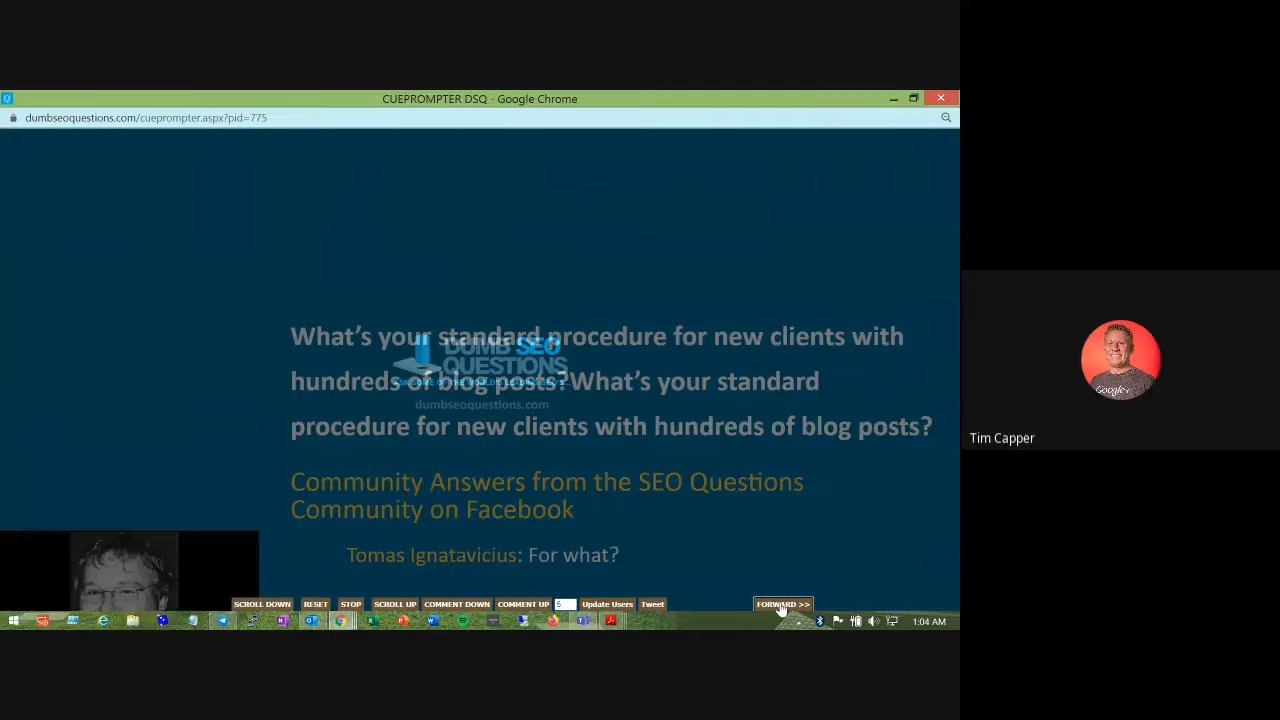 CUEPROMPTER DSQ - Google Chrome
dumbseoquestions.com/cueprompter.aspx?pid=775
What's your standard procedure for new clients with
hundreds of blog posts?What's your standard
procedure for new clients with hundreds of blog posts?
DUMB SEO
QUESTIONS
dumbseoquestions.com
Community Answers from the SEO Questions
Community on Facebook
Tomas Ignatavicius: For what?
SCROLL DOWN RESET STOP SCROLL UP COMMENT DOWN COMMENT UP 5 Update Users Tweet FORWARD >>
1:04 AM
Google
Tim Capper